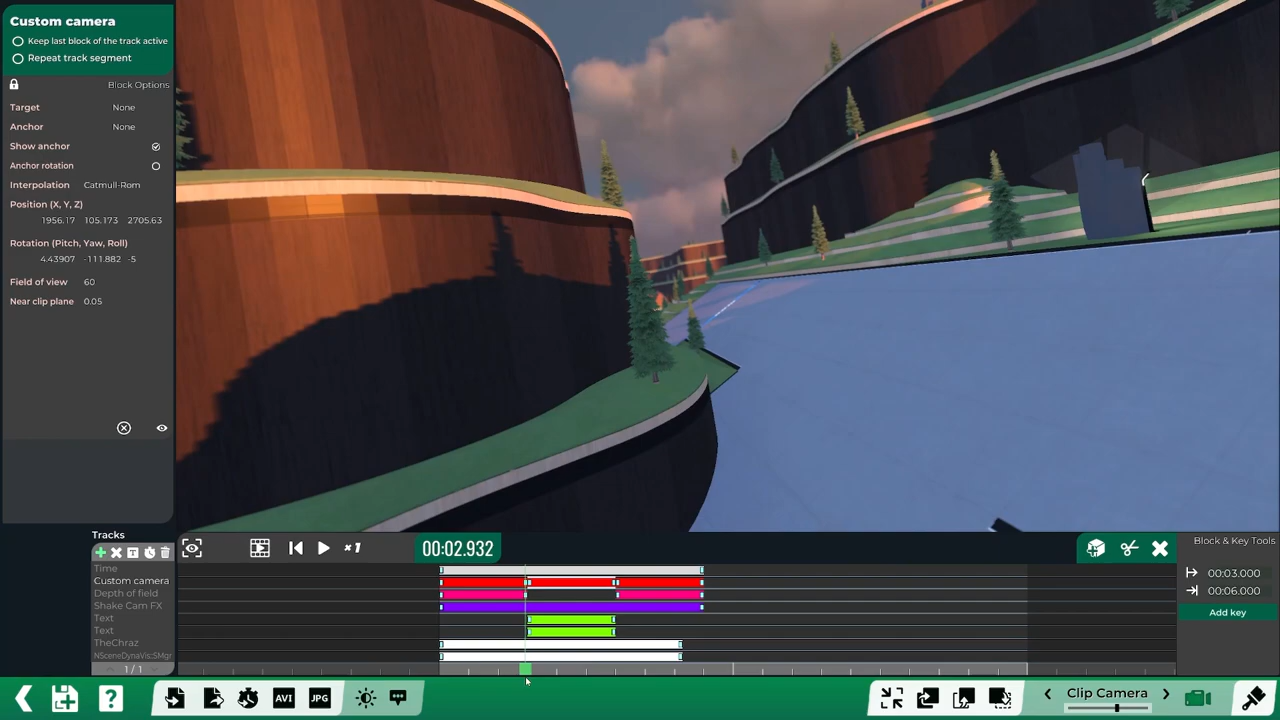 Custom camera
Keep last block of the track active
Repeat track segment
Block Options
Target None
Anchor None
Show anchor
Anchor rotation
Interpolation Catmull-Rom
Position (X, Y, Z)
1956.17 105.173 2705.63
Rotation (Pitch, Yaw, Roll)
4.43907 -111.882 -5
Field of view 60
Near clip plane 0.05
Tracks
×1
00:02.932
Block & Key Tools
Time
Custom camera
Depth of field
Shake Cam FX
Text
Text
TheChraz
NSceneDynaVis::SMgr
1 / 1
00:03.000
00:06.000
Add key
AVI
JPG
Clip Camera